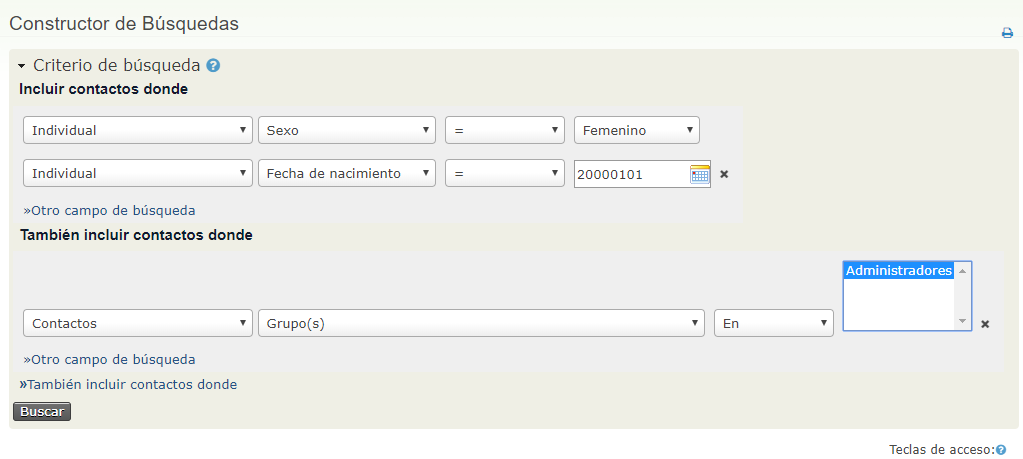 Constructor de Búsquedas
Criterio de búsqueda
Incluir contactos donde
Individual Sexo = Femenino
Individual Fecha de nacimiento = 20000101
»Otro campo de búsqueda
También incluir contactos donde
Administradores
Contactos Grupo(s) En
»Otro campo de búsqueda
»También incluir contactos donde
Buscar
Teclas de acceso: